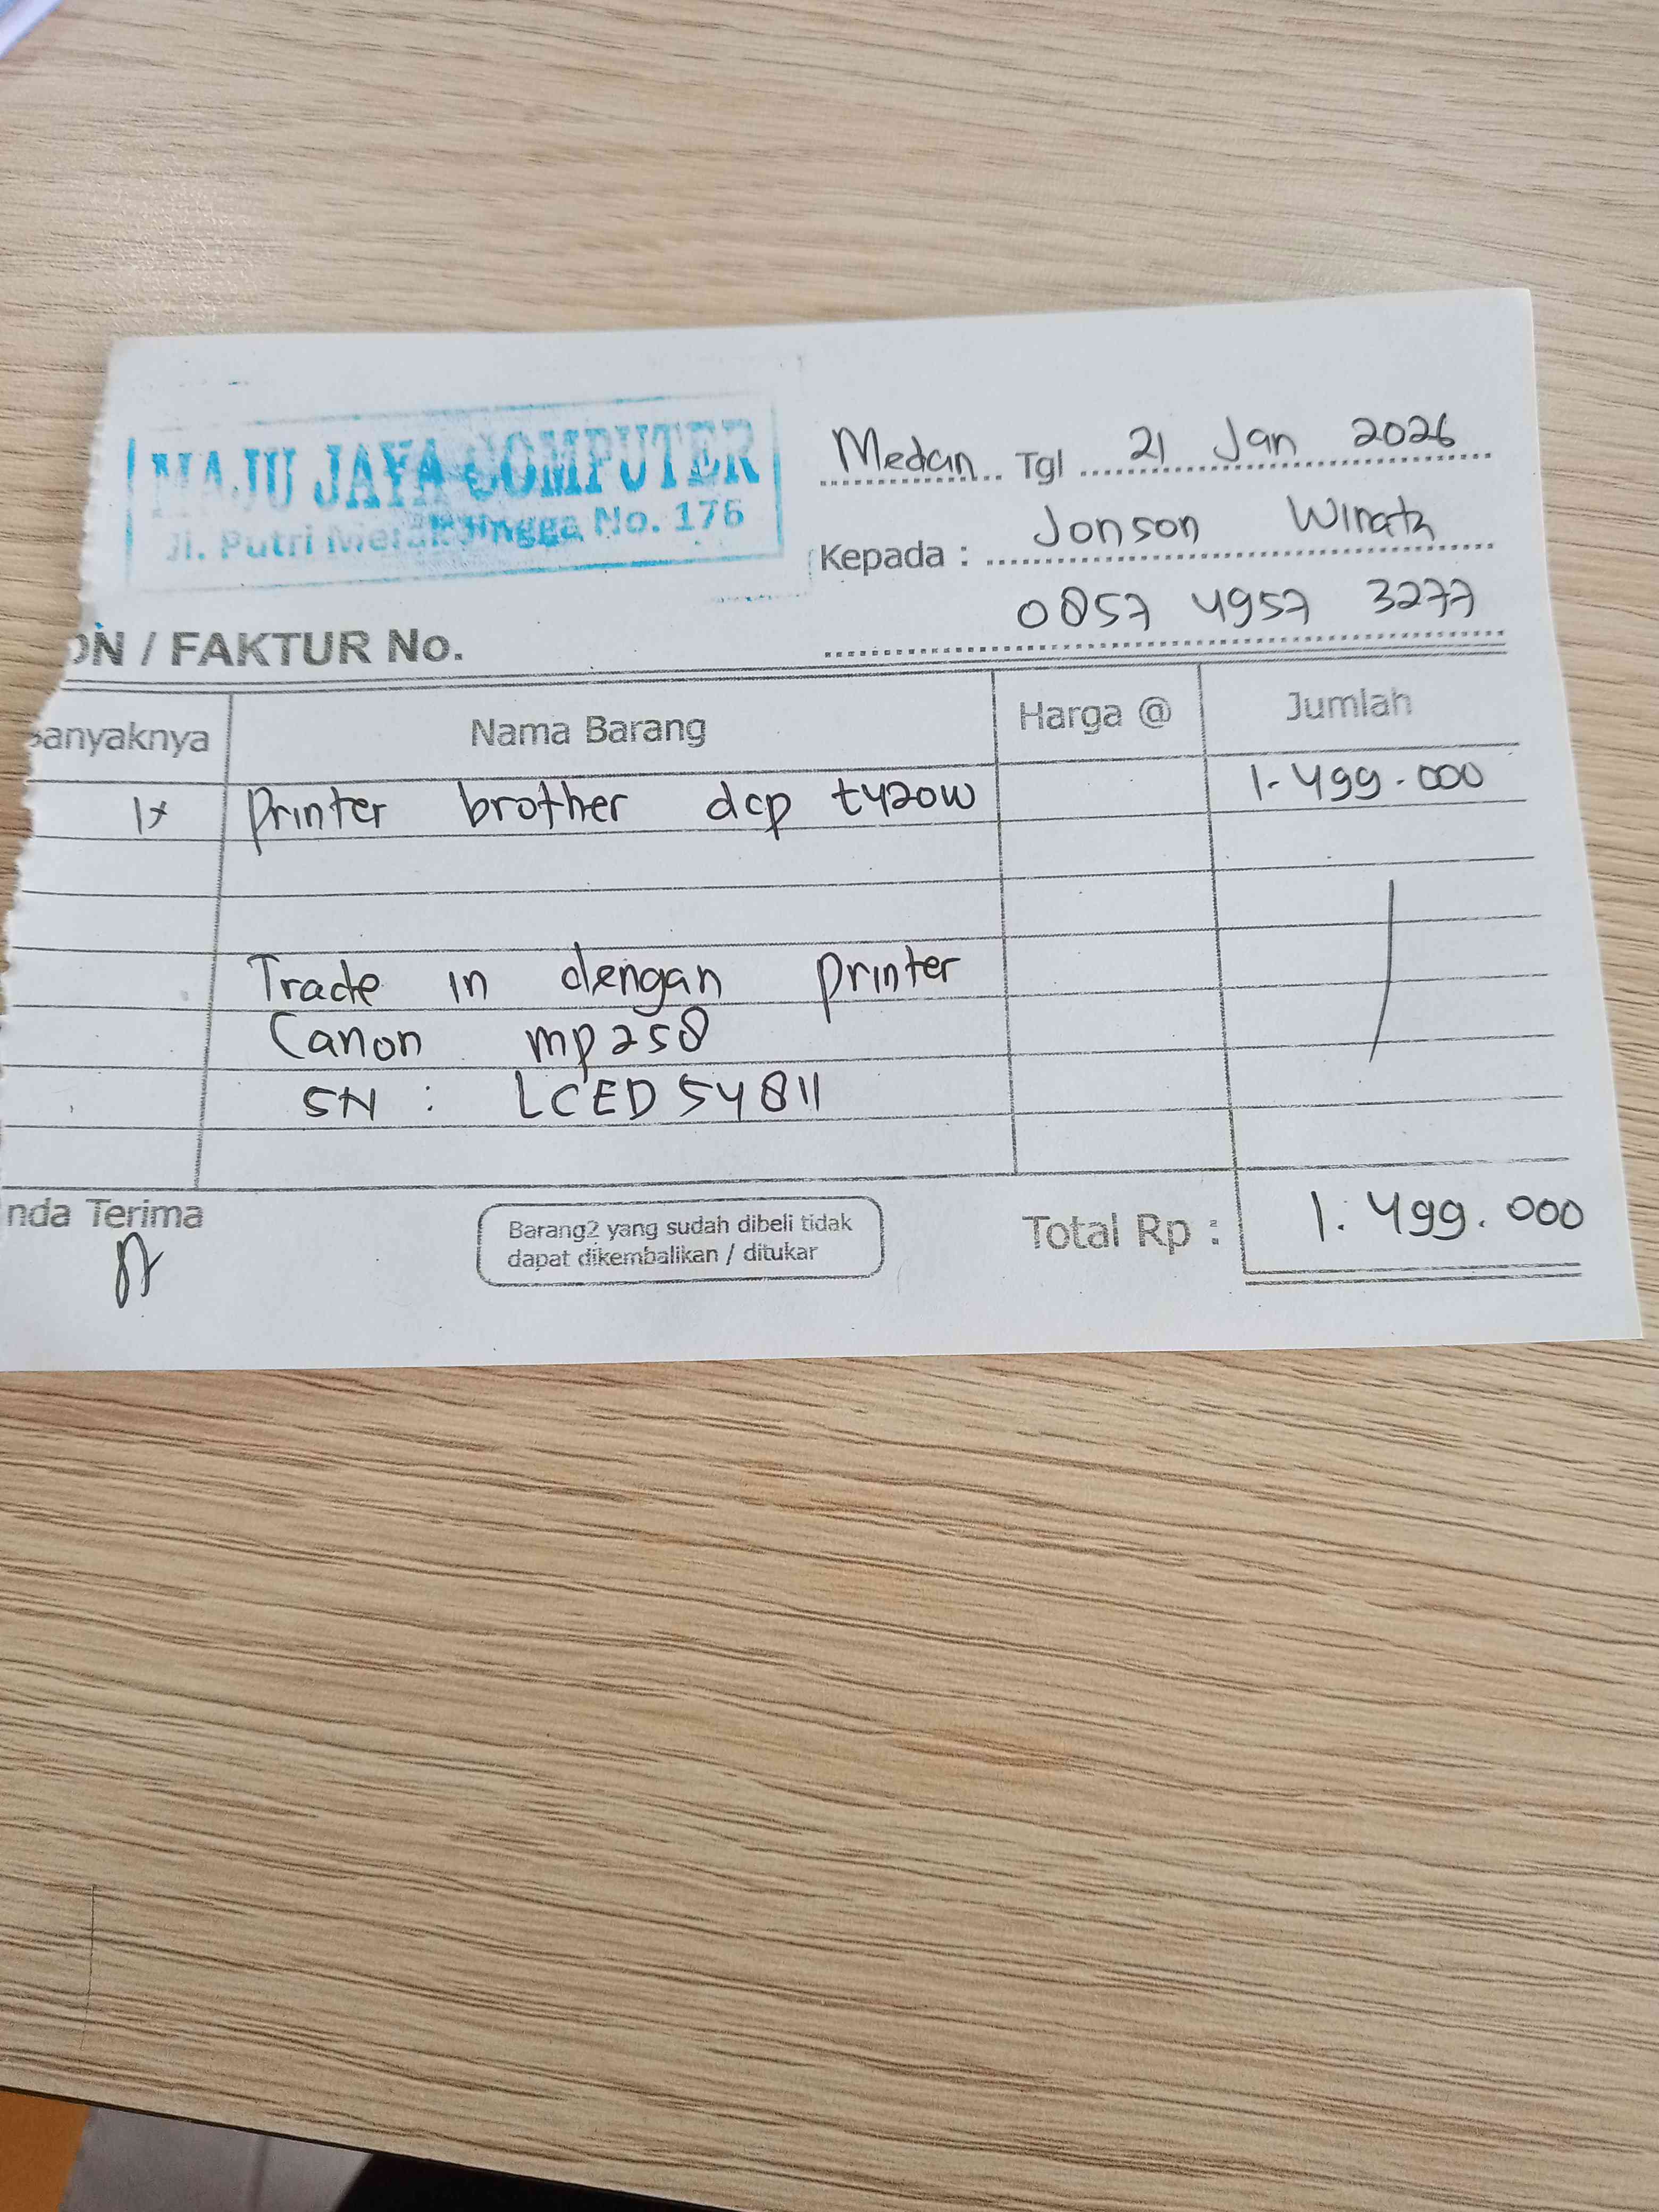 MAJU JAYA COMPUTER
Jl. Putri Merak Jingga No. 176
Medan Tgl 21 Jan 2026
Kepada : Jonson Winata
0857 4957 3277
ON / FAKTUR No.
Banyaknya Nama Barang Harga @ Jumlah
1x Printer brother dcp t420w 1.499.000
Trade in dengan printer
Canon mp258
SN : LCED54811
nda Terima
Barang2 yang sudah dibeli tidak
dapat dikembalikan / ditukar
Total Rp : 1.499.000